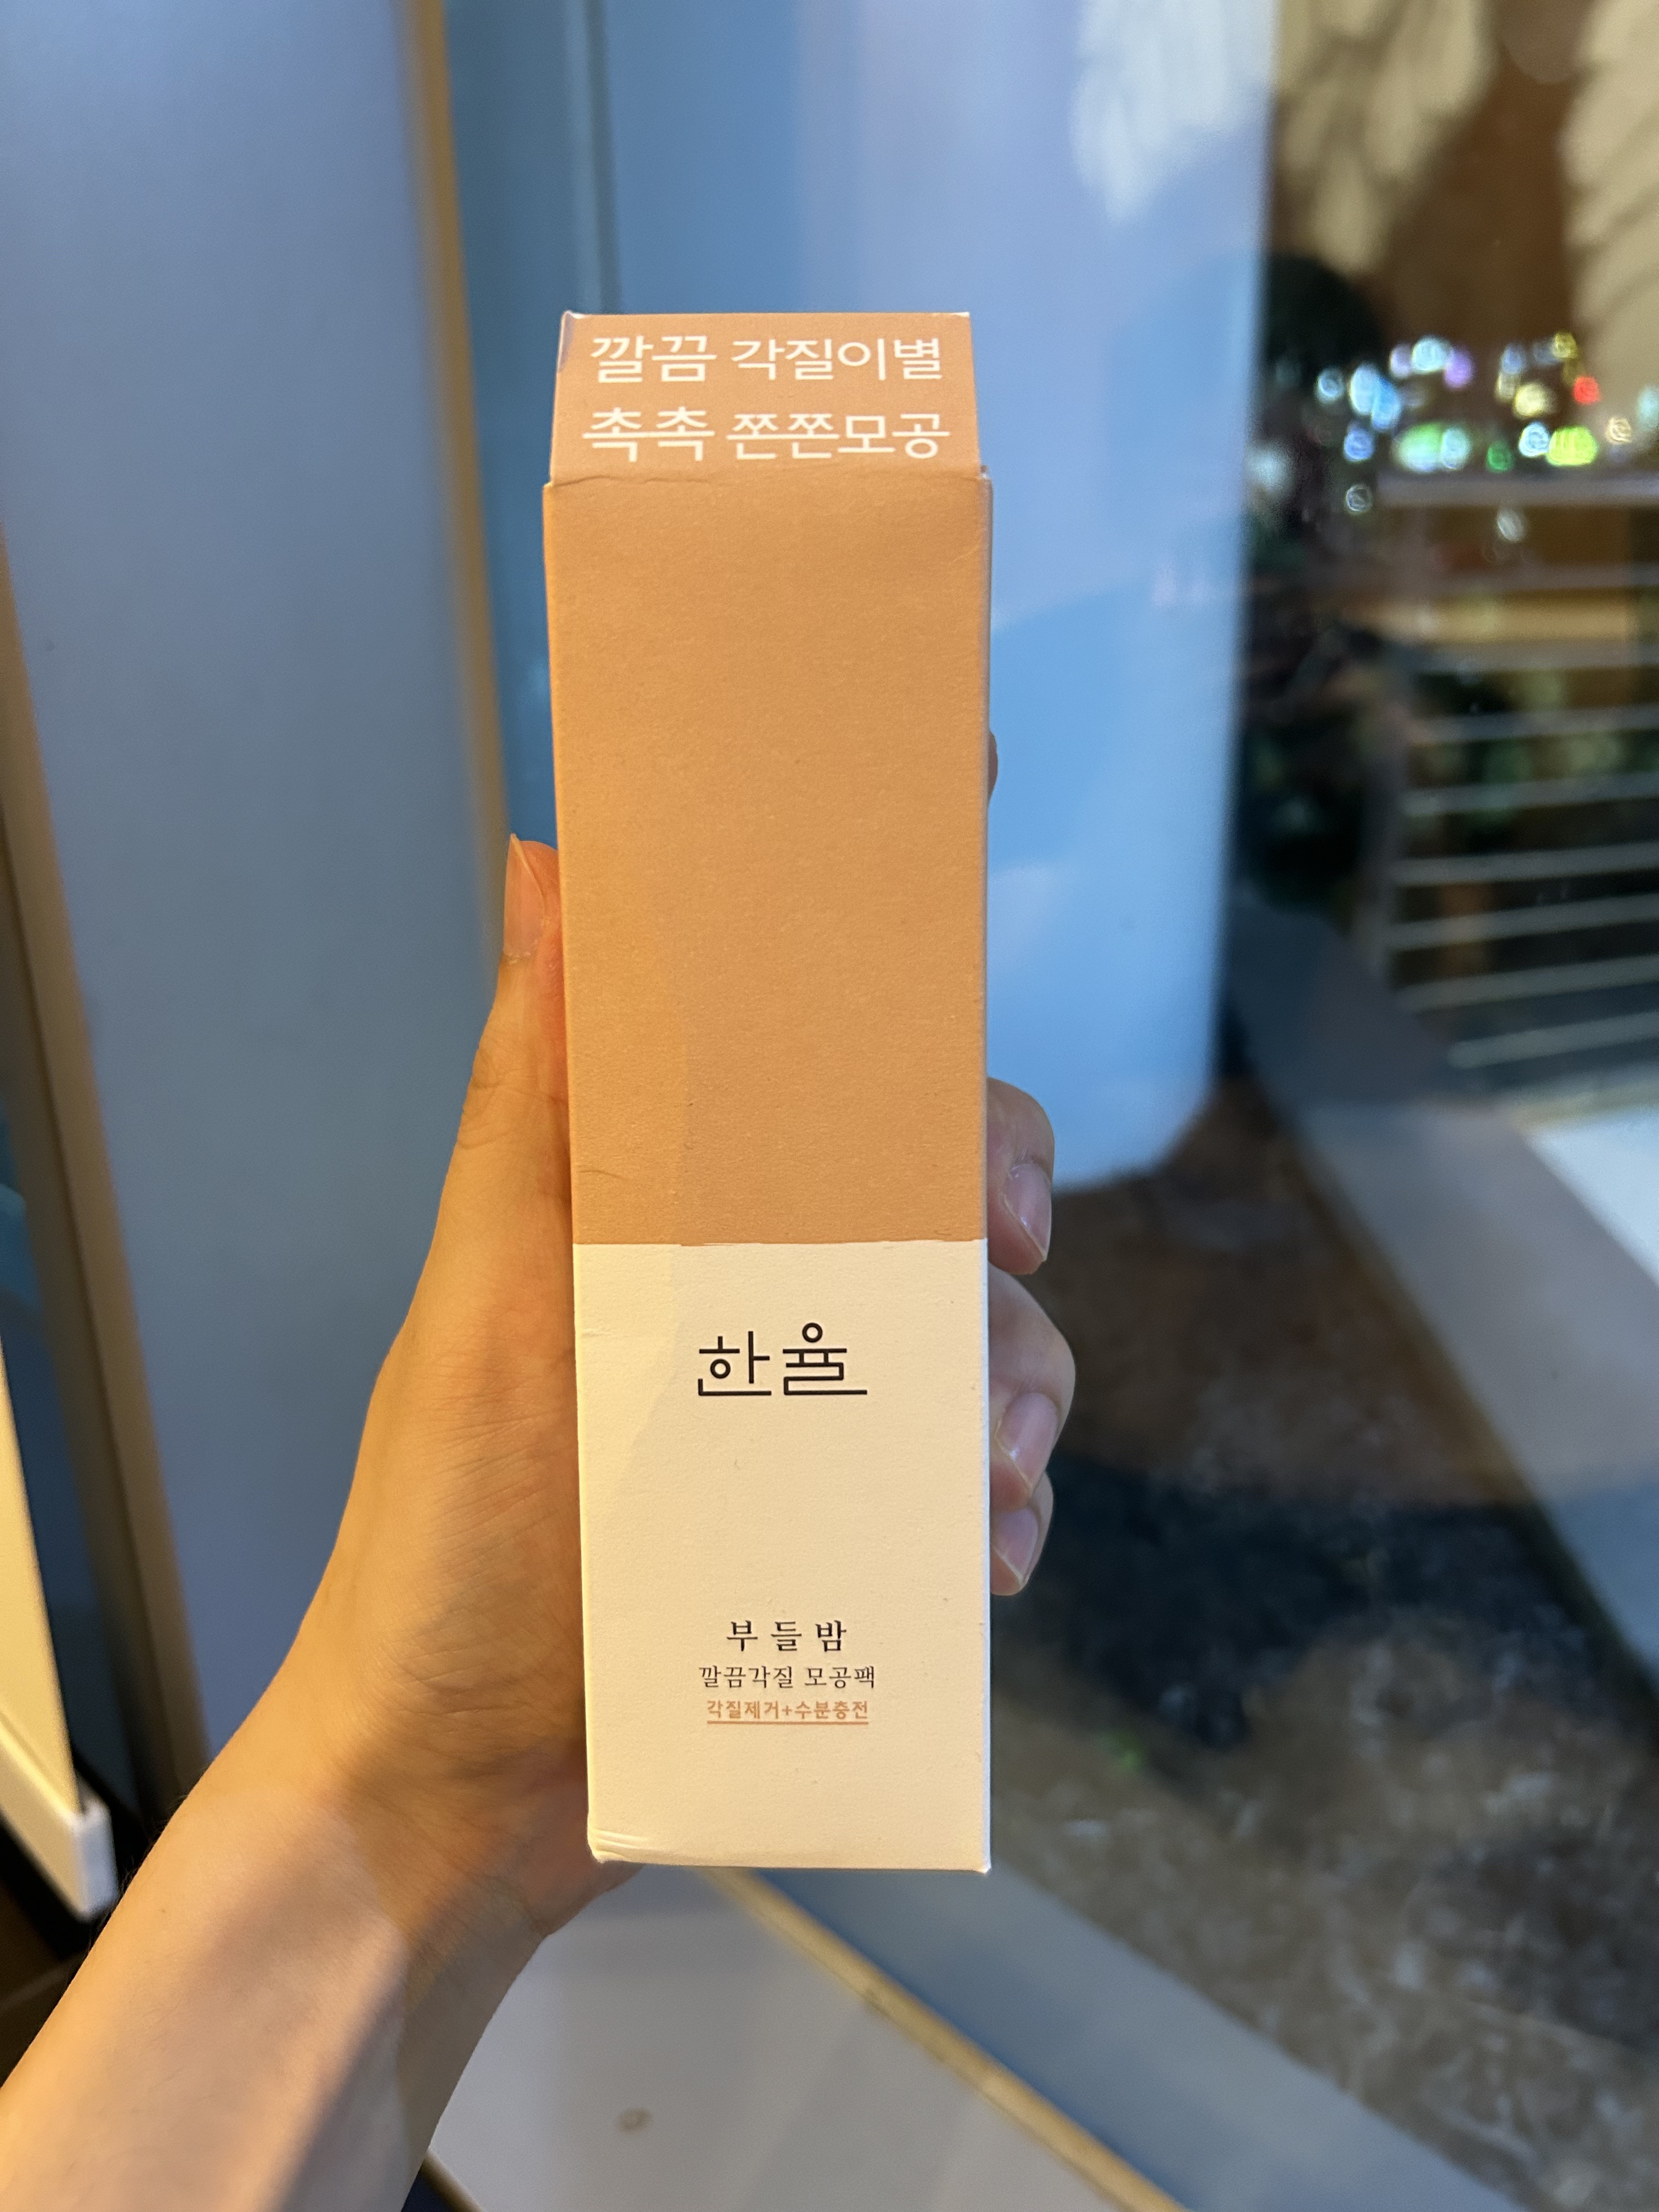 깔끔 각질이별
촉촉 쫀쫀모공
한율
부들밤
깔끔각질 모공팩
각질제거+수분충전